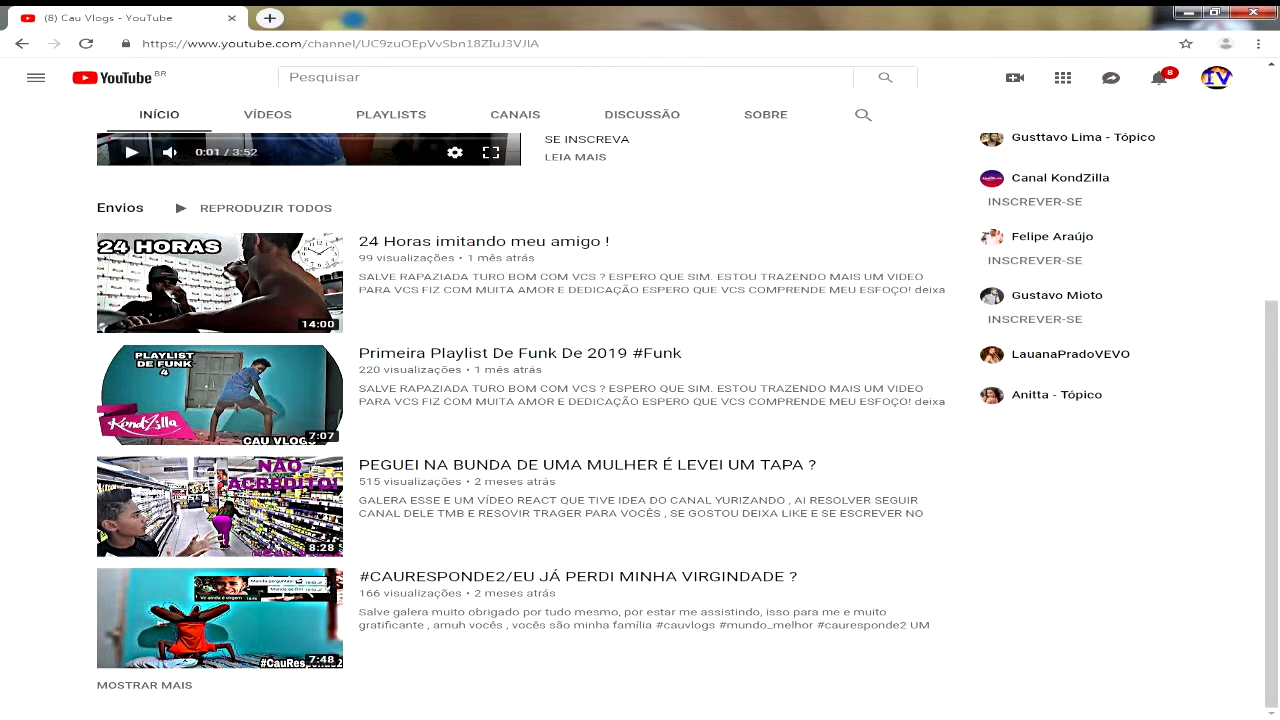 (8) Cau Vlogs - YouTube
https://www.youtube.com/channel/UC9zuOEpVvSbn18ZIuJ3VJlA
YouTube BR
Pesquisar
8
IV
INÍCIO VÍDEOS PLAYLISTS CANAIS DISCUSSÃO SOBRE
0:01 / 3:52
SE INSCREVA
LEIA MAIS
Envios
REPRODUZIR TODOS
24 HORAS
14:00
24 Horas imitando meu amigo !
99 visualizações • 1 mês atrás
SALVE RAPAZIADA TURO BOM COM VCS ? ESPERO QUE SIM. ESTOU TRAZENDO MAIS UM VIDEO
PARA VCS FIZ COM MUITA AMOR E DEDICAÇÃO ESPERO QUE VCS COMPRENDE MEU ESFOÇO! deixa
PLAYLIST
DE FUNK
4
KondZilla
CAU VLOGS
7:07
Primeira Playlist De Funk De 2019 #Funk
220 visualizações • 1 mês atrás
SALVE RAPAZIADA TURO BOM COM VCS ? ESPERO QUE SIM. ESTOU TRAZENDO MAIS UM VIDEO
PARA VCS FIZ COM MUITA AMOR E DEDICAÇÃO ESPERO QUE VCS COMPRENDE MEU ESFOÇO! deixa
NÃO
ACREDITO!
8:28
PEGUEI NA BUNDA DE UMA MULHER É LEVEI UM TAPA ?
515 visualizações • 2 meses atrás
GALERA ESSE E UM VÍDEO REACT QUE TIVE IDEA DO CANAL YURIZANDO , AI RESOLVER SEGUIR
CANAL DELE TMB E RESOVIR TRAGER PARA VOCÊS , SE GOSTOU DEIXA LIKE E SE ESCREVER NO
Vc ainda é virgem
#CauResponde2
7:48
#CAURESPONDE2/EU JÁ PERDI MINHA VIRGINDADE ?
166 visualizações • 2 meses atrás
Salve galera muito obrigado por tudo mesmo, por estar me assistindo, isso para me e muito
gratificante , amuh vocês , vocês são minha família #cauvlogs #mundo_melhor #cauresponde2 UM
MOSTRAR MAIS
Gusttavo Lima - Tópico
Canal KondZilla
INSCREVER-SE
Felipe Araújo
INSCREVER-SE
Gustavo Mioto
INSCREVER-SE
LauanaPradoVEVO
Anitta - Tópico